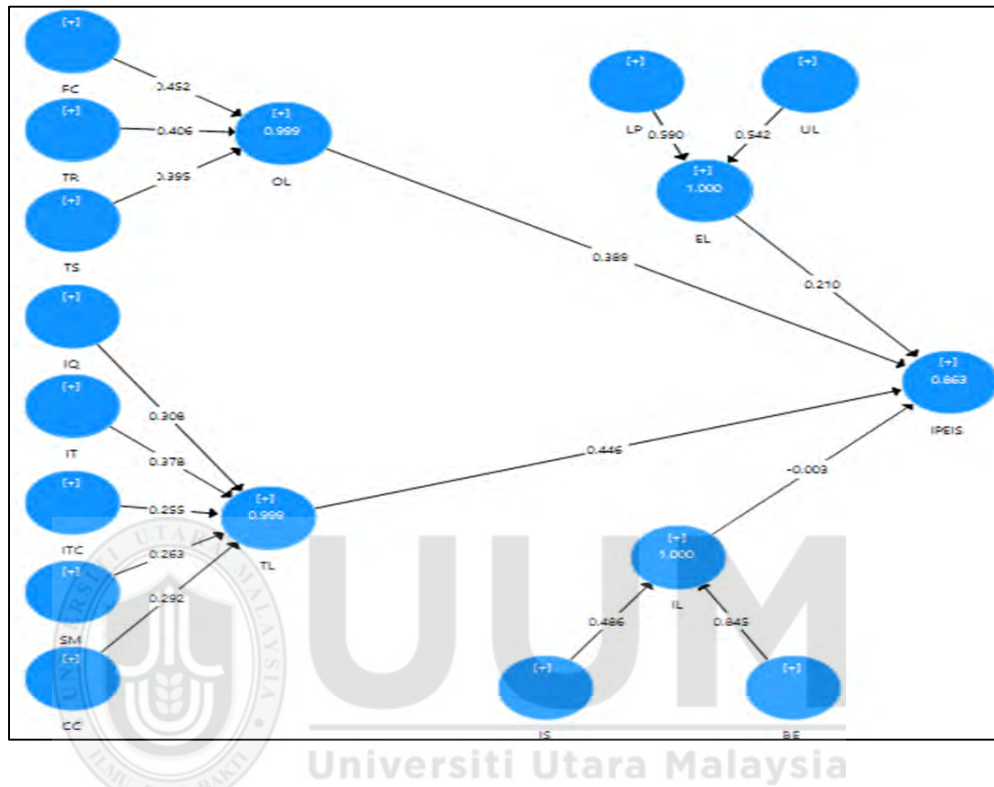 [+]
FC
[+]
TR
[+]
TS
[+]
IQ
[+]
IT
[+]
ITC
[+]
SM
[+]
CC
0.452
0.406
0.395
[+]
0.999
OL
0.308
0.378
0.255
0.263
0.292
[+]
0.999
TL
[+]
LP
[+]
UL
0.590
0.542
[+]
1.000
EL
0.389
0.210
0.446
-0.003
[+]
0.863
IPEIS
[+]
1.000
IL
0.486
0.845
[+]
IS
[+]
BE
UNIVERSITI UTARA MALAYSIA
UUM
Universiti Utara Malaysia